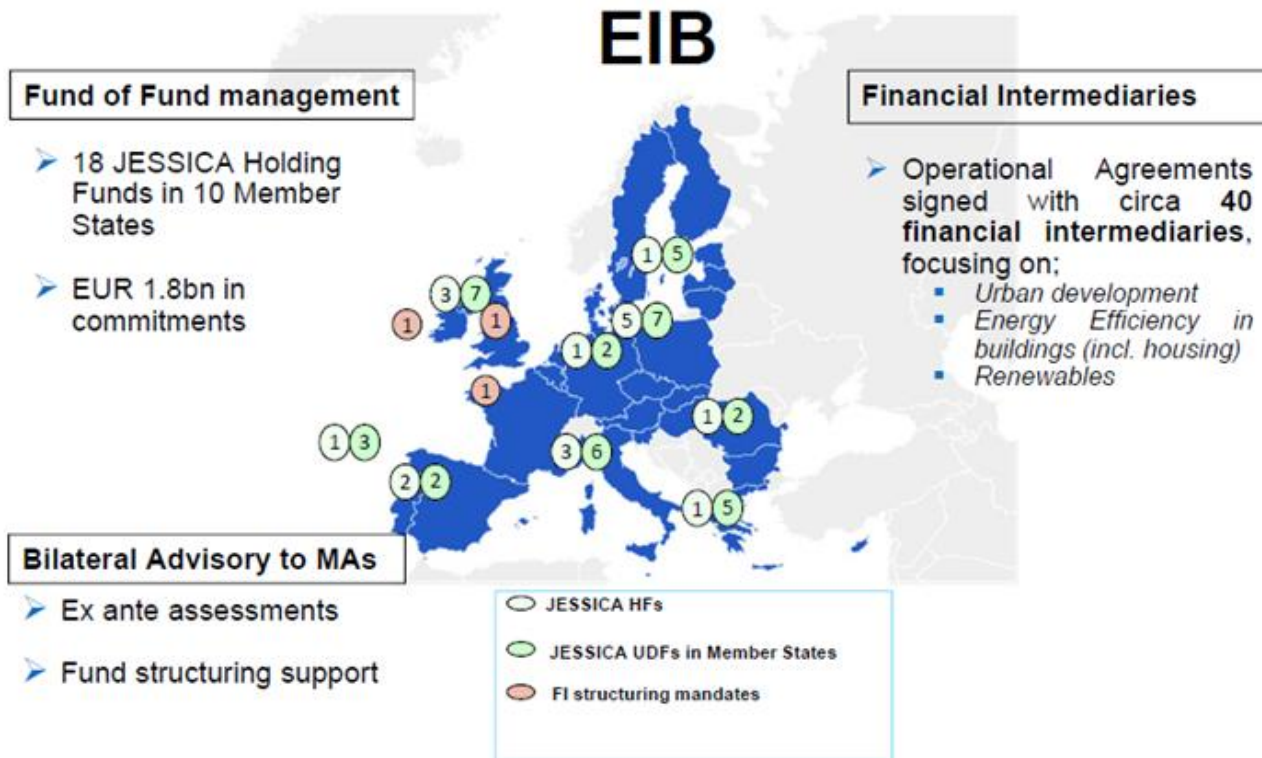 EIB
Fund of Fund management
➢ 18 JESSICA Holding
Funds in 10 Member
States
➢ EUR 1.8bn in
commitments
Financial Intermediaries
➢ Operational Agreements
signed with circa 40
financial intermediaries,
focusing on;
▪ Urban development
▪ Energy Efficiency in
buildings (incl. housing)
▪ Renewables
1 5
3 7
1 1
5 7
1 2
1
1 2
1 3
3 6
2 2
1 5
Bilateral Advisory to MAs
➢ Ex ante assessments
➢ Fund structuring support
JESSICA HFs
JESSICA UDFs in Member States
FI structuring mandates